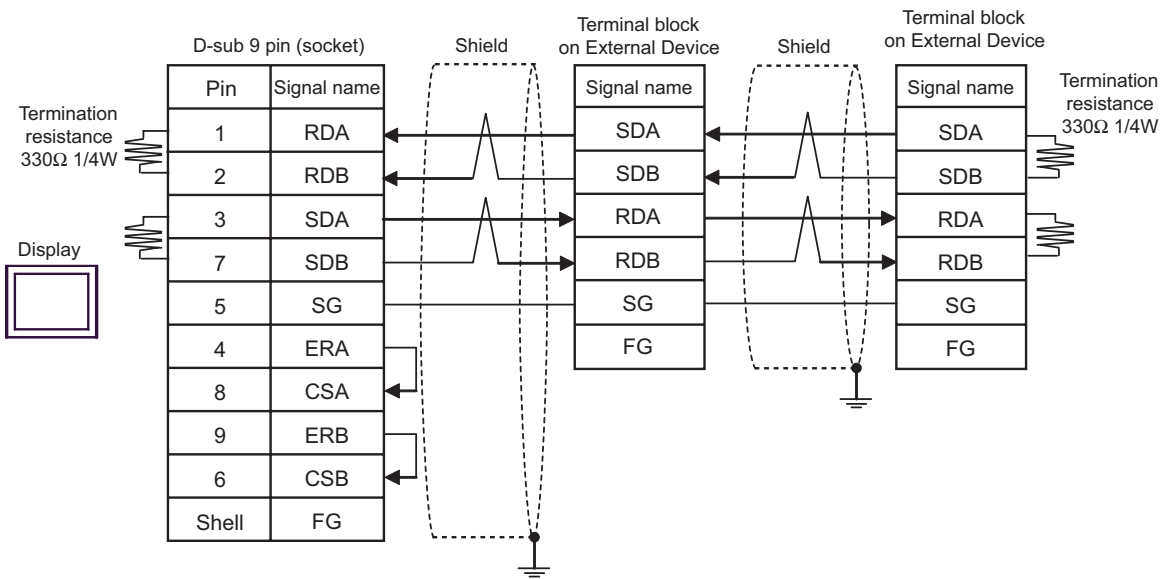 Terminal block
on External Device
Terminal block
on External Device
D-sub 9 pin (socket)
Shield
Shield
Termination
resistance
330Ω 1/4W
Termination
resistance
330Ω 1/4W
Display
Pin Signal name
1 RDA
2 RDB
3 SDA
7 SDB
5 SG
4 ERA
8 CSA
9 ERB
6 CSB
Shell FG
Signal name
SDA
SDB
RDA
RDB
SG
FG
Signal name
SDA
SDB
RDA
RDB
SG
FG